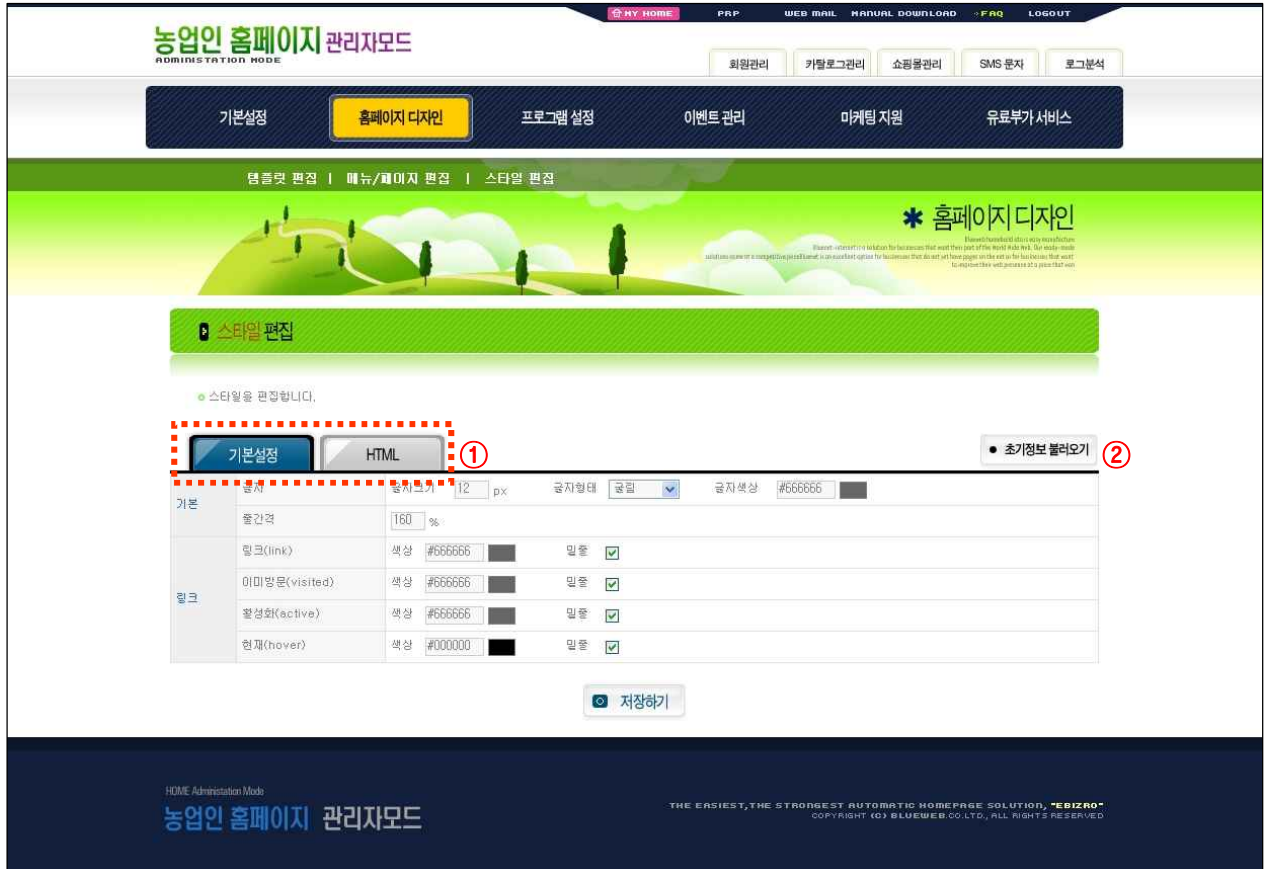 MY HOME PRP WEB MAIL MANUAL DOWNLOAD FAQ LOGOUT
농업인 홈페이지 관리자모드
ADMINISTATION MODE
회원관리 카탈로그관리 쇼핑몰관리 SMS 문자 로그분석
기본설정 홈페이지 디자인 프로그램 설정 이벤트 관리 마케팅 지원 유료부가 서비스
템플릿 편집 | 메뉴/페이지 편집 | 스타일 편집
홈페이지 디자인
스타일 편집
스타일을 편집합니다.
기본설정 HTML ① 초기정보 불러오기 ②
기본 글자 글자크기 12 px 글자형태 굴림 글자색상 #666666
줄간격 160 %
링크 링크(link) 색상 #666666 밑줄
이미방문(visited) 색상 #666666 밑줄
활성화(active) 색상 #666666 밑줄
현재(hover) 색상 #000000 밑줄
저장하기
HOME Administation Mode
농업인 홈페이지 관리자모드
THE EASIEST,THE STRONGEST AUTOMATIC HOMEPAGE SOLUTION, "EBIZRO"
COPYRIGHT (C) BLUEWEB.CO.LTD., ALL RIGHTS RESERVED